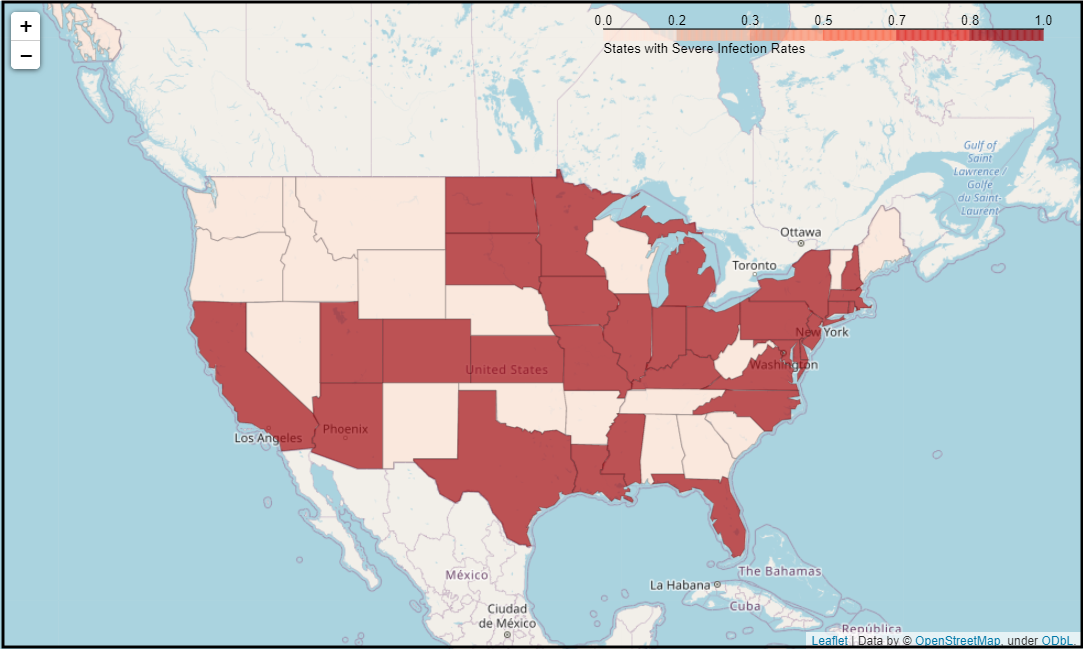 +
−
0.0 0.2 0.3 0.5 0.7 0.8 1.0
States with Severe Infection Rates
Gulf of
Saint
Lawrence /
Golfe
du Saint-
Laurent
Ottawa
Toronto
New York
Washington
United States
Phoenix
Los Angeles
The Bahamas
La Habana
México
Cuba
Ciudad
de México
República
Leaflet | Data by © OpenStreetMap, under ODbL.